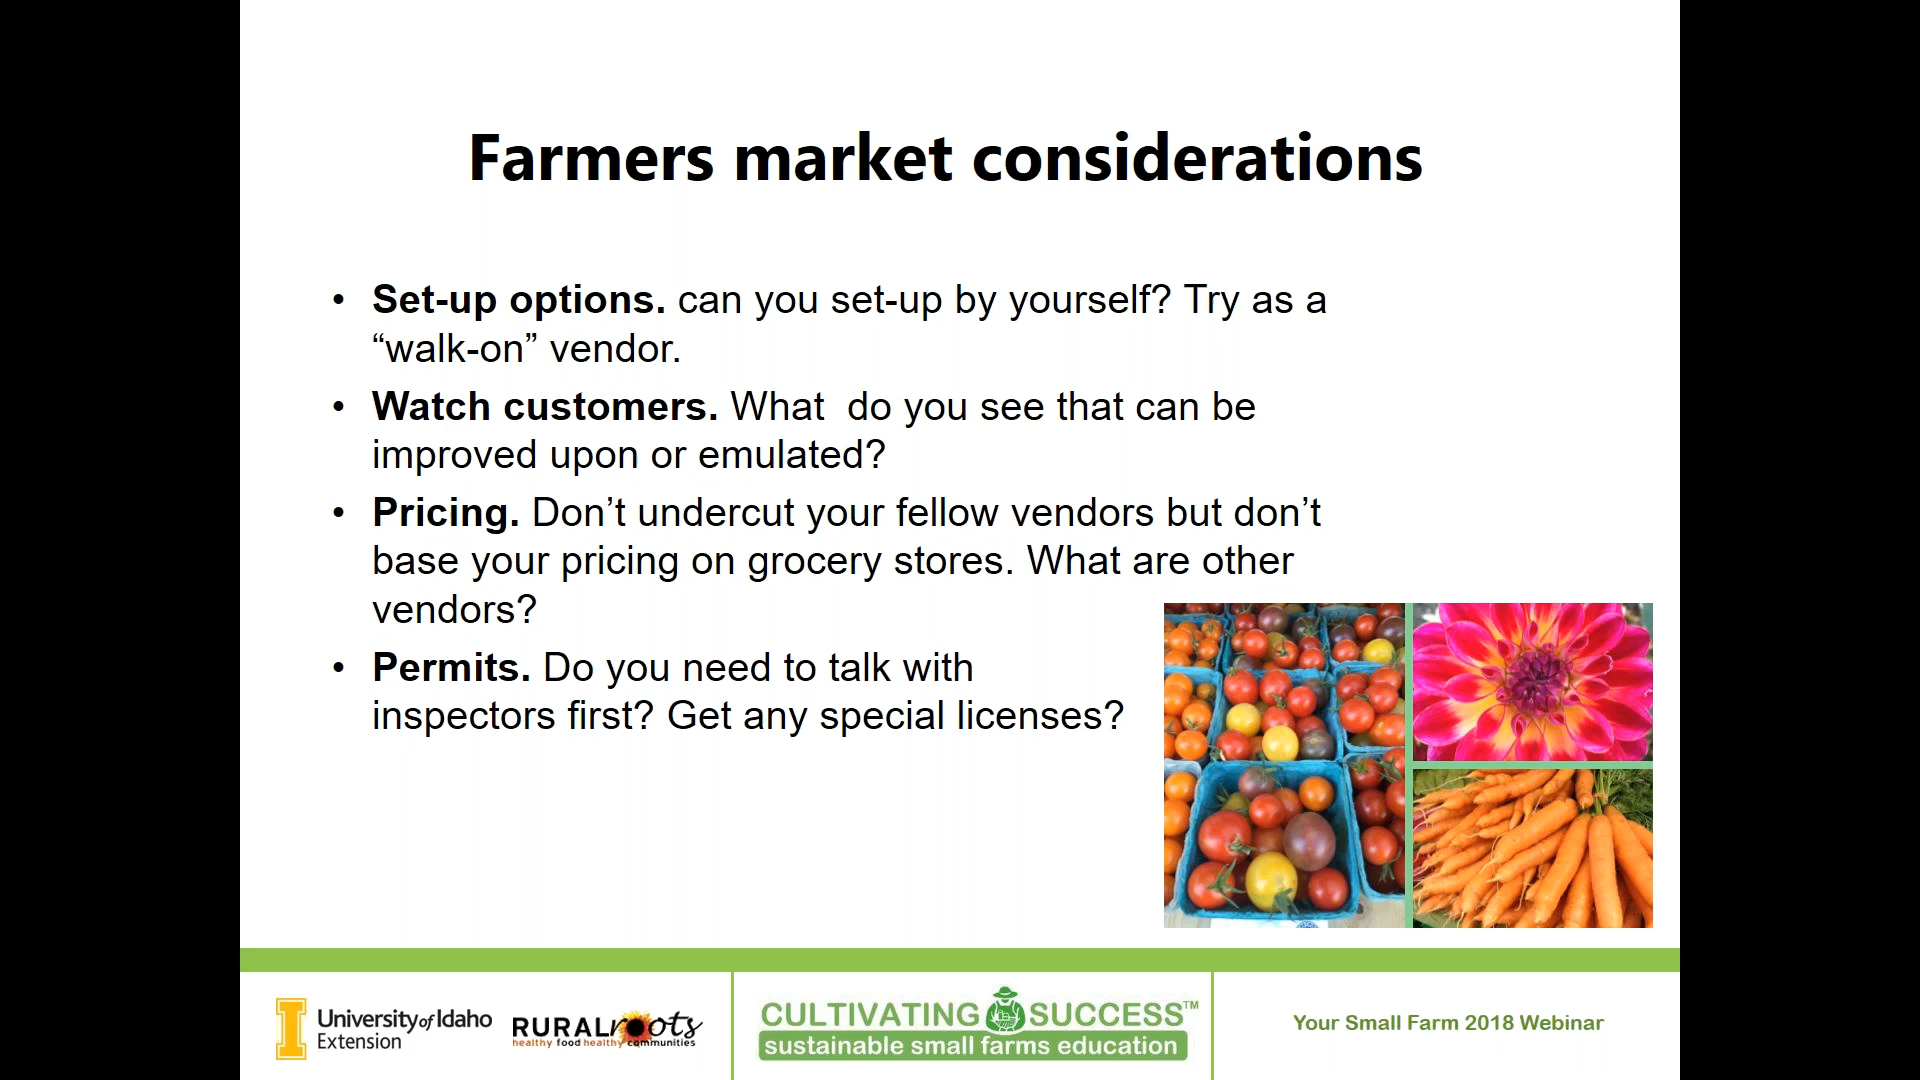 Farmers market considerations
• Set-up options. can you set-up by yourself? Try as a
“walk-on” vendor.
• Watch customers. What  do you see that can be
improved upon or emulated?
• Pricing. Don’t undercut your fellow vendors but don’t
base your pricing on grocery stores. What are other
vendors?
• Permits. Do you need to talk with
inspectors first? Get any special licenses?
I
University of Idaho
Extension
RURAL roots
healthy food healthy communities
CULTIVATING SUCCESS™
sustainable small farms education
Your Small Farm 2018 Webinar